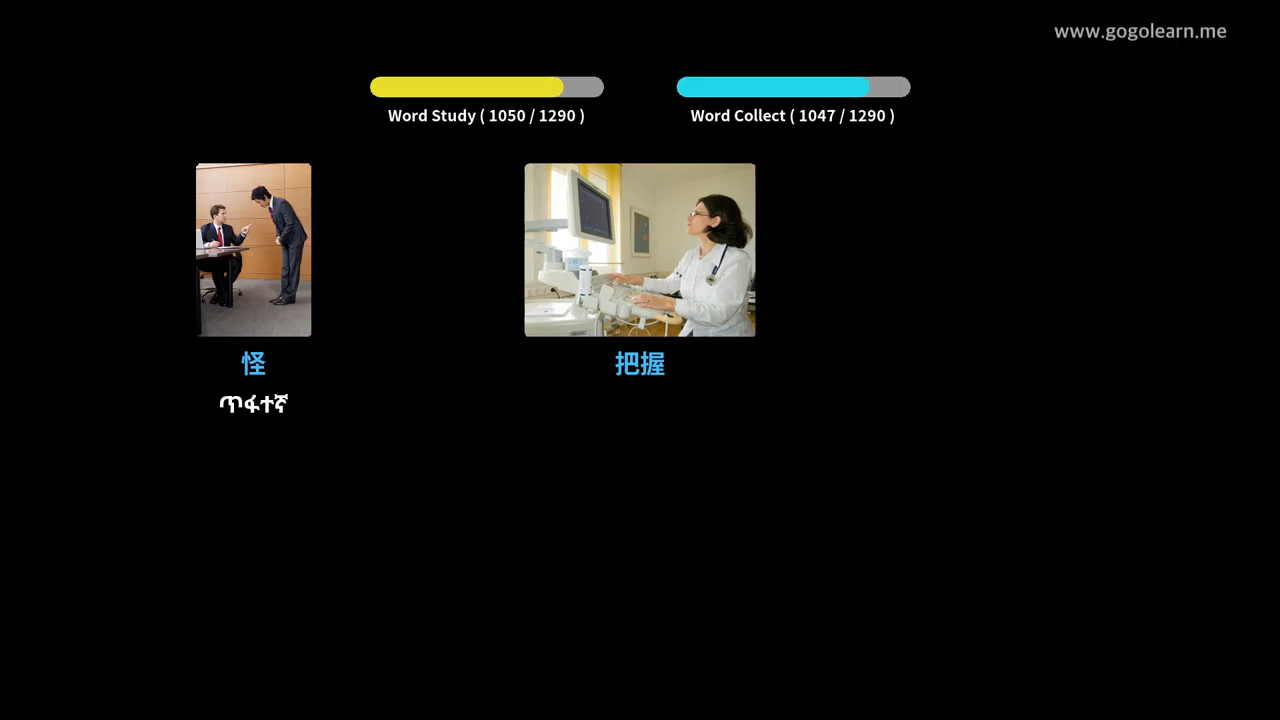 www.gogolearn.me
Word Study ( 1050 / 1290 )
Word Collect ( 1047 / 1290 )
怪
把握
ጥፋተኛ